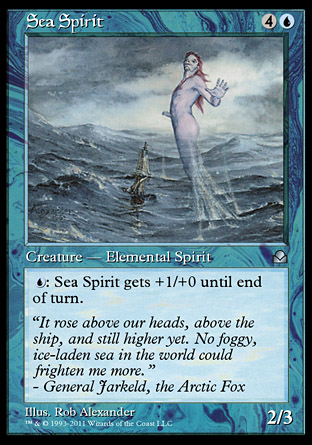 Sea Spirit 4
Creature — Elemental Spirit
: Sea Spirit gets +1/+0 until end
of turn.
“It rose above our heads, above the
ship, and still higher yet. No foggy,
ice-laden sea in the world could
frighten me more.”
- General Jarkeld, the Arctic Fox
2/3
Illus. Rob Alexander
™ & © 1993-2011 Wizards of the Coast LLC